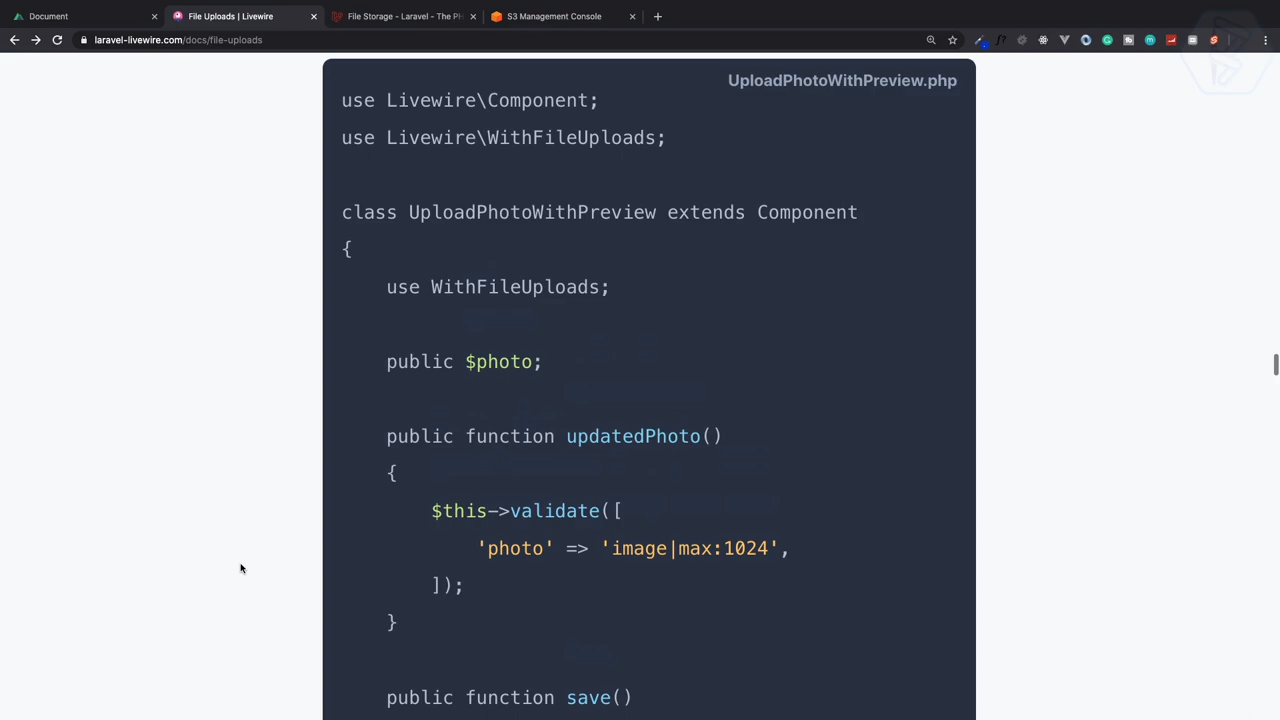 Document
File Uploads | Livewire
File Storage - Laravel - The P
S3 Management Console
laravel-livewire.com/docs/file-uploads
UploadPhotoWithPreview.php
use Livewire\Component;
use Livewire\WithFileUploads;
class UploadPhotoWithPreview extends Component
{
use WithFileUploads;
public $photo;
public function updatedPhoto()
{
$this->validate([
'photo' => 'image|max:1024',
]);
}
public function save()